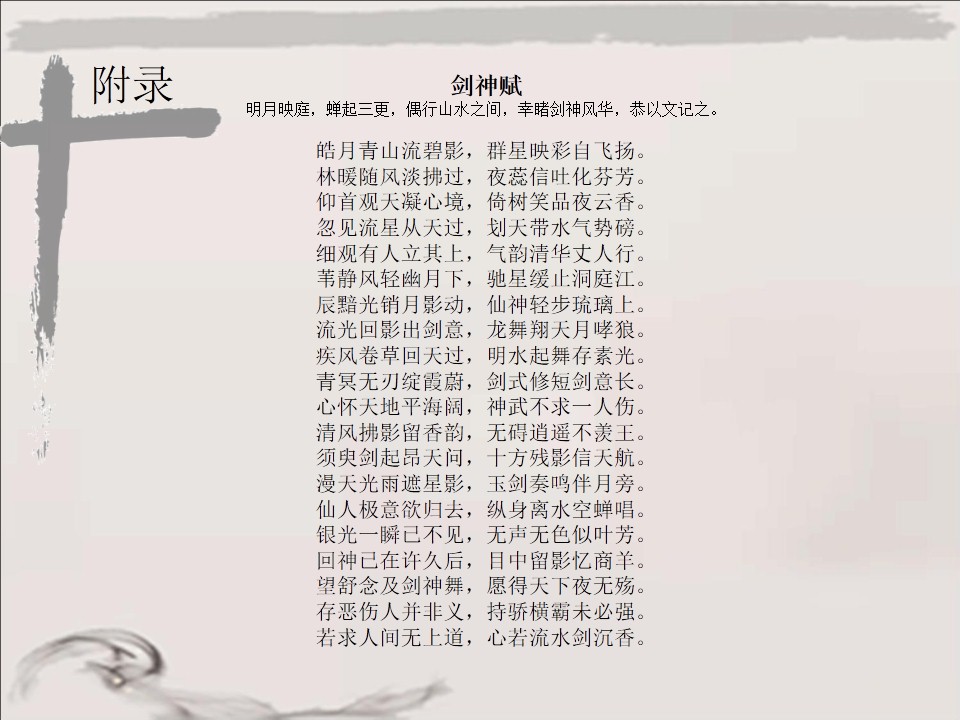 附录
剑神赋
明月映庭，蝉起三更，偶行山水之间，幸睹剑神风华，恭以文记之。
皓月青山流碧影，群星映彩自飞扬。
林暖随风淡拂过，夜蕊信吐化芬芳。
仰首观天凝心境，倚树笑品夜云香。
忽见流星从天过，划天带水气势磅。
细观有人立其上，气韵清华丈人行。
苇静风轻幽月下，驰星缓止洞庭江。
辰黯光销月影动，仙神轻步琉璃上。
流光回影出剑意，龙舞翔天月哮狼。
疾风卷草回天过，明水起舞存素光。
青冥无刃绽霞蔚，剑式修短剑意长。
心怀天地平海阔，神武不求一人伤。
清风拂影留香韵，无碍逍遥不羡王。
须臾剑起昂天问，十方残影信天航。
漫天光雨遮星影，玉剑奏鸣伴月旁。
仙人极意欲归去，纵身离水空蝉唱。
银光一瞬已不见，无声无色似叶芳。
回神已在许久后，目中留影忆商羊。
望舒念及剑神舞，愿得天下夜无殇。
存恶伤人并非义，持骄横霸未必强。
若求人间无上道，心若流水剑沉香。